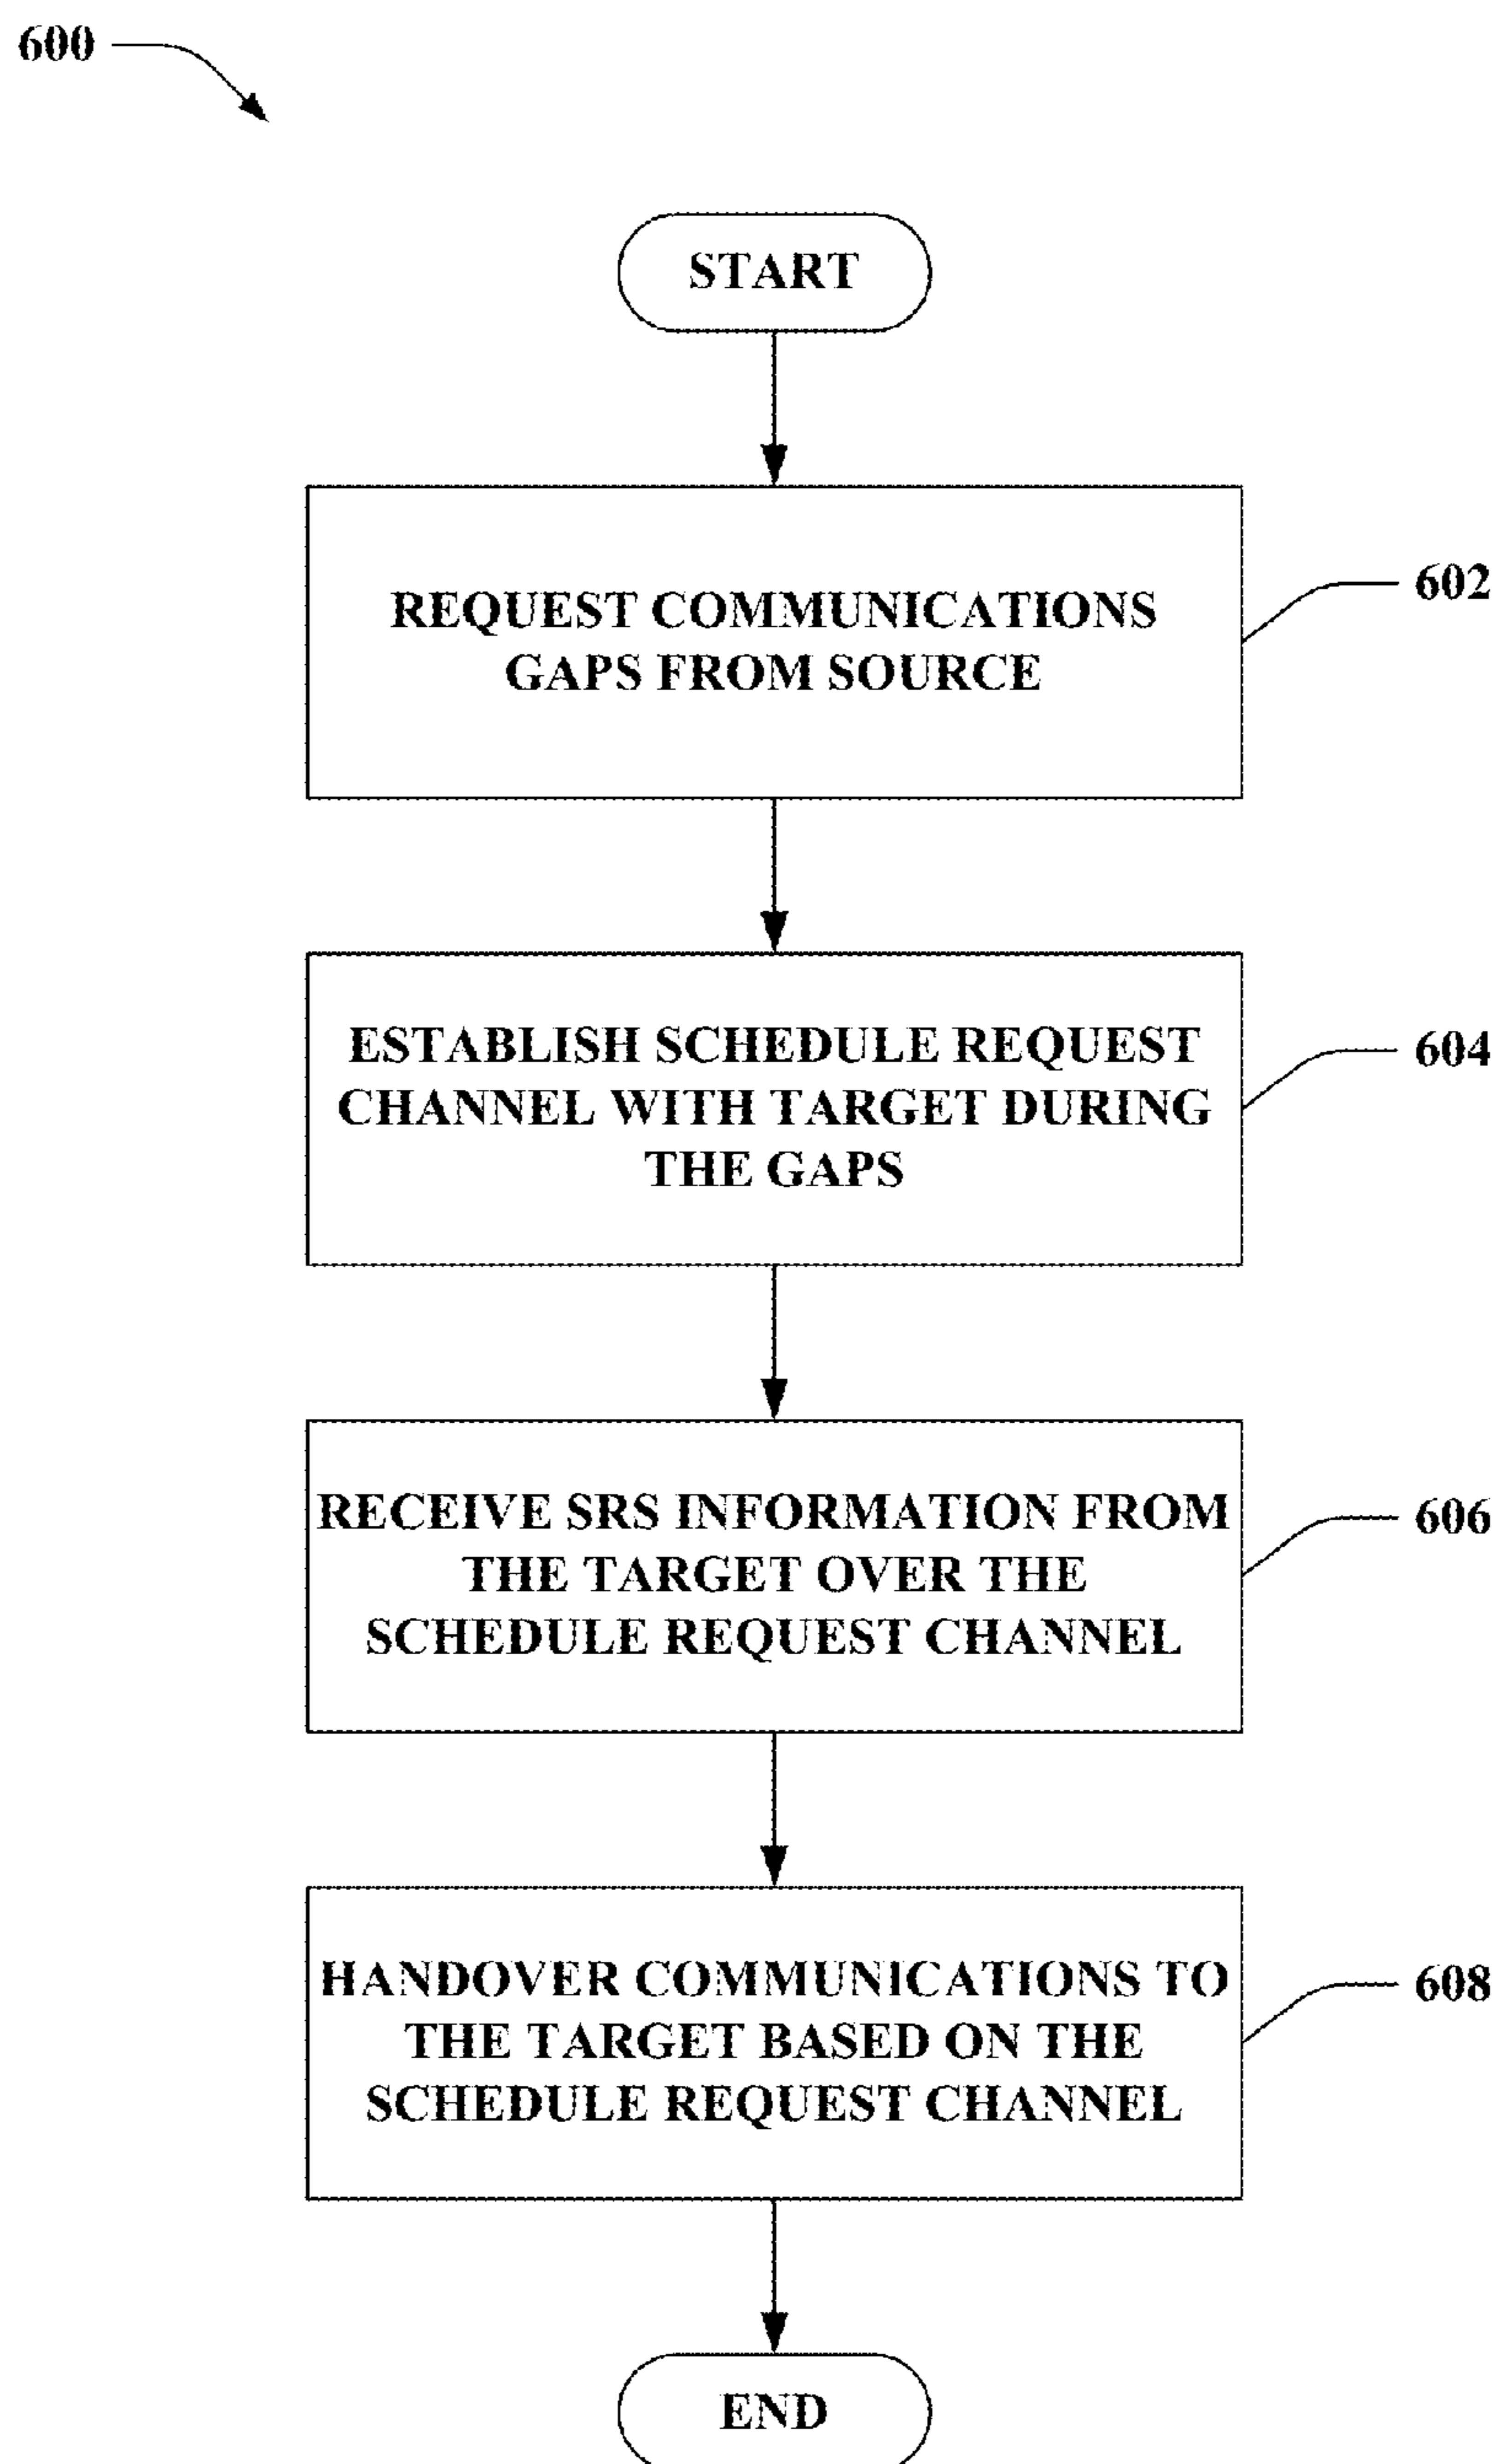 600
START
REQUEST COMMUNICATIONS
GAPS FROM SOURCE
602
ESTABLISH SCHEDULE REQUEST
CHANNEL WITH TARGET DURING
THE GAPS
604
RECEIVE SRS INFORMATION FROM
THE TARGET OVER THE
SCHEDULE REQUEST CHANNEL
606
HANDOVER COMMUNICATIONS TO
THE TARGET BASED ON THE
SCHEDULE REQUEST CHANNEL
608
END